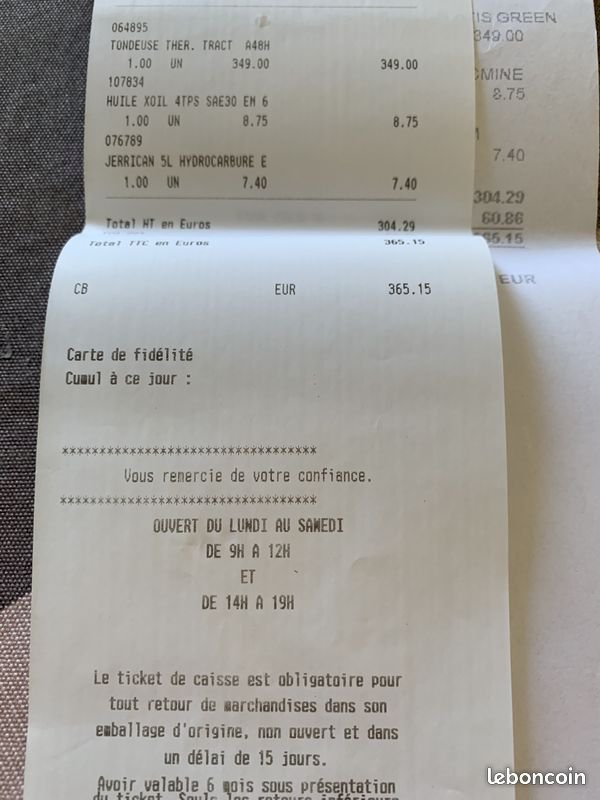 064895
TONDEUSE THER. TRACT A48H
1.00 UN 349.00 349.00
107834
HUILE XOIL 4TPS SAE30 EM 6
1.00 UN 8.75 8.75
076789
JERRICAN 5L HYDROCARBURE E
1.00 UN 7.40 7.40
Total HT en Euros 304.29
Total TTC en Euros 365.15
CB EUR 365.15
Carte de fidélité
Cumul à ce jour :
*********************************
Vous remercie de votre confiance.
*********************************
OUVERT DU LUNDI AU SAMEDI
DE 9H A 12H
ET
DE 14H A 19H
Le ticket de caisse est obligatoire pour
tout retour de marchandises dans son
emballage d'origine, non ouvert et dans
un délai de 15 jours.
Avoir valable 6 mois sous présentation
du ticket. Seuls les retours inférieurs
GREEN
349.00
8.75
7.40
304.29
60.86
65.15
EUR
leboncoin